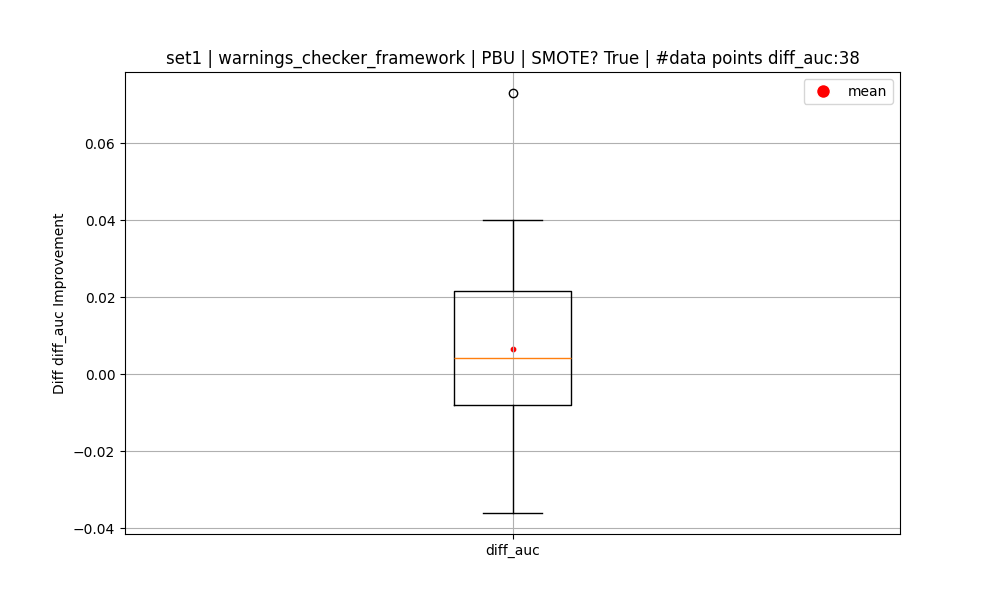 set1 | warnings_checker_framework | PBU | SMOTE? True | #data points diff_auc:38
mean
Diff diff_auc Improvement
0.06
0.04
0.02
0.00
−0.02
−0.04
diff_auc